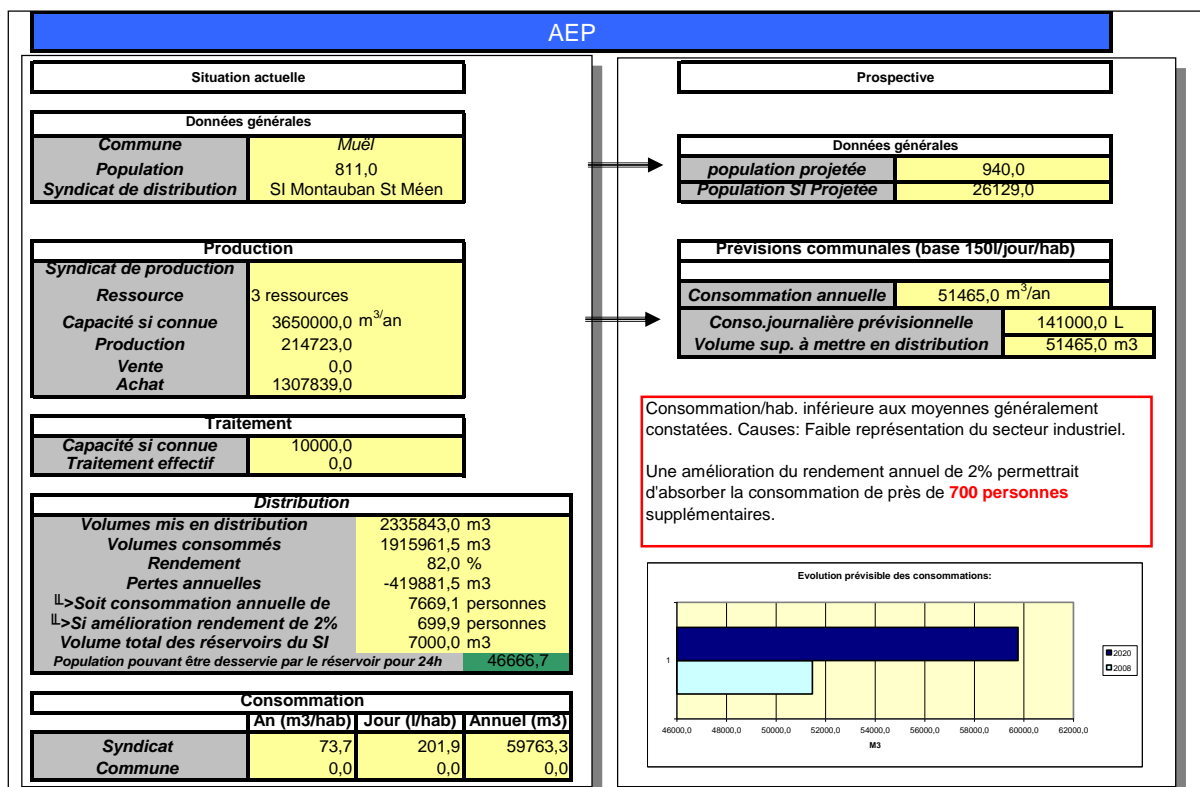 AEP
Situation actuelle
Données générales
Commune Muël
Population 811,0
Syndicat de distribution SI Montauban St Méen
Production
Syndicat de production
Ressource 3 ressources
Capacité si connue 3650000,0 m3/an
Production 214723,0
Vente 0,0
Achat 1307839,0
Traitement
Capacité si connue 10000,0
Traitement effectif 0,0
Distribution
Volumes mis en distribution 2335843,0 m3
Volumes consommés 1915961,5 m3
Rendement 82,0 %
Pertes annuelles -419881,5 m3
╙>Soit consommation annuelle de 7669,1 personnes
╙>Si amélioration rendement de 2% 699,9 personnes
Volume total des réservoirs du SI 7000,0 m3
Population pouvant être desservie par le réservoir pour 24h 46666,7
Consommation
An (m3/hab) Jour (l/hab) Annuel (m3)
Syndicat 73,7 201,9 59763,3
Commune 0,0 0,0 0,0
Prospective
Données générales
population projetée 940,0
Population SI Projetée 26129,0
Prévisions communales (base 150l/jour/hab)
Consommation annuelle 51465,0 m3/an
Conso.journalière prévisionnelle 141000,0 L
Volume sup. à mettre en distribution 51465,0 m3
Consommation/hab. inférieure aux moyennes généralement
constatées. Causes: Faible représentation du secteur industriel.
Une amélioration du rendement annuel de 2% permettrait
d'absorber la consommation de près de 700 personnes
supplémentaires.
Evolution prévisible des consommations:
1
2020
2008
46000,0 48000,0 50000,0 52000,0 54000,0 56000,0 58000,0 60000,0 62000,0
M3